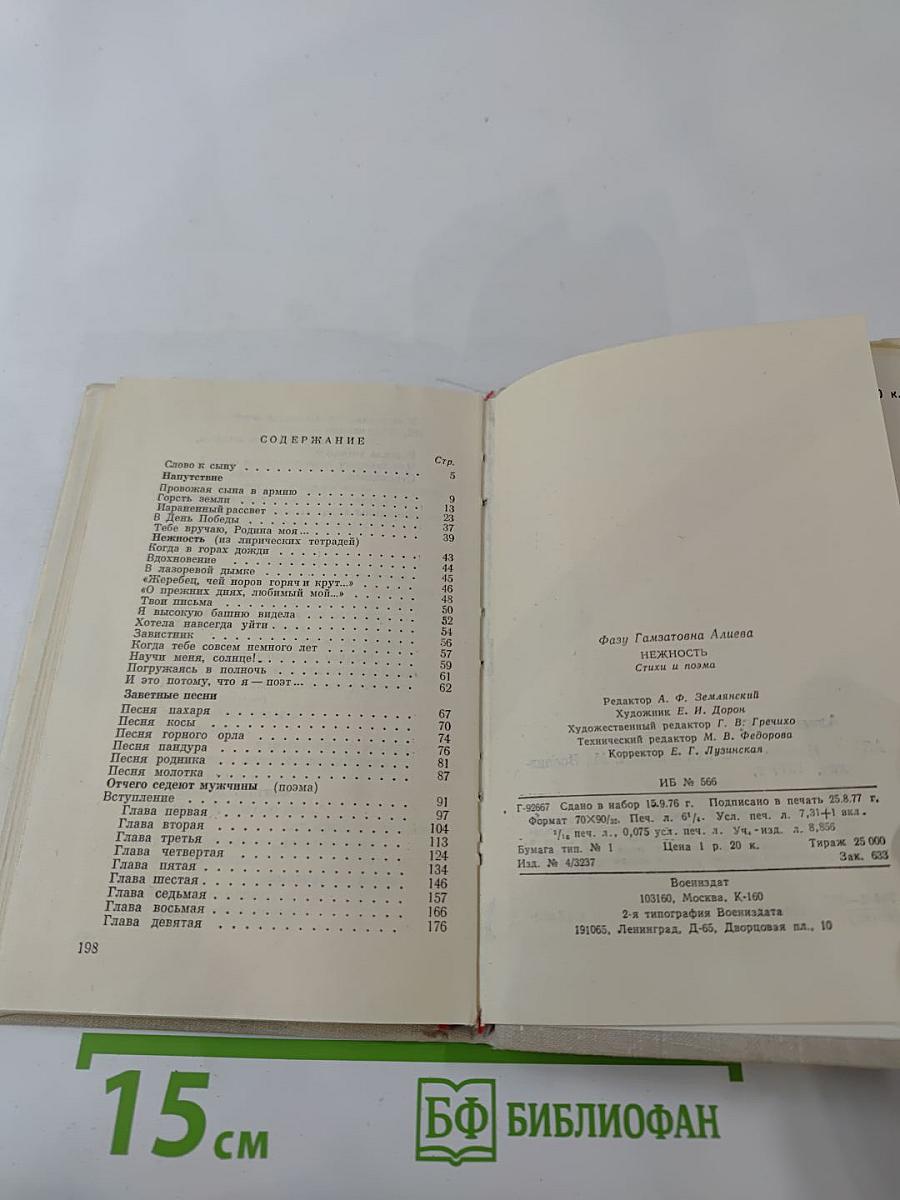 СОДЕРЖАНИЕ
Стр.
Слово к сыну . . . . . . . . . . . . . . 5
Напутствие
Провожая сына в армию . . . . . . . . . 9
Горсть земли . . . . . . . . . . . . . . 13
Израненный рассвет . . . . . . . . . . . 23
В День Победы . . . . . . . . . . . . . 37
Тебе вручаю, Родина моя... . . . . . . . 39
Нежность (из лирических тетрадей)
Когда в горах дожди . . . . . . . . . . 43
Вдохновение . . . . . . . . . . . . . . 44
В лазоревой дымке . . . . . . . . . . . 45
«Жеребец, чей норов горяч и крут...» . . . . 46
«О прежних днях, любимый мой...» . . . . . 48
Твои письма . . . . . . . . . . . . . . 50
Я высокую башню видела . . . . . . . . . 52
Хотела навсегда уйти . . . . . . . . . . 54
Завистник . . . . . . . . . . . . . . . 56
Когда тебе совсем немного лет . . . . . . 57
Научи меня, солнце! . . . . . . . . . . 59
Погружаясь в полночь . . . . . . . . . . 61
И это потому, что я — поэт... . . . . . . 62
Заветные песни
Песня пахаря . . . . . . . . . . . . . . 67
Песня косы . . . . . . . . . . . . . . . 70
Песня горного орла . . . . . . . . . . . 74
Песня пандура . . . . . . . . . . . . . 76
Песня родника . . . . . . . . . . . . . 81
Песня молотка . . . . . . . . . . . . . 87
Отчего седеют мужчины (поэма)
Вступление . . . . . . . . . . . . . . . 91
Глава первая . . . . . . . . . . . . . . 97
Глава вторая . . . . . . . . . . . . . . 104
Глава третья . . . . . . . . . . . . . . 113
Глава четвертая . . . . . . . . . . . . 124
Глава пятая . . . . . . . . . . . . . . 134
Глава шестая . . . . . . . . . . . . . . 146
Глава седьмая . . . . . . . . . . . . . 157
Глава восьмая . . . . . . . . . . . . . 166
Глава девятая . . . . . . . . . . . . . 176
198
Фазу Гамзатовна Алиева
НЕЖНОСТЬ
Стихи и поэма
Редактор А. Ф. Землянский
Художник Е. И. Дорон
Художественный редактор Г. В. Гречихо
Технический редактор М. В. Федорова
Корректор Е. Г. Лузинская
ИБ № 566
Г-92667 Сдано в набор 15.9.76 г. Подписано в печать 25.8.77 г.
Формат 70X90/32. Печ. л. 6¹/₄. Усл. печ. л. 7,31+1 вкл.
¹/₁₆ печ. л., 0,075 усл. печ. л. Уч.-изд. л. 8,856
Бумага тип. № 1 Цена 1 р. 20 к. Тираж 25 000
Изд. № 4/3237 Зак. 633
Воениздат
103160, Москва, К-160
2-я типография Воениздата
191065, Ленинград, Д-65, Дворцовая пл., 10
15 см
БФ БИБЛИОФАН